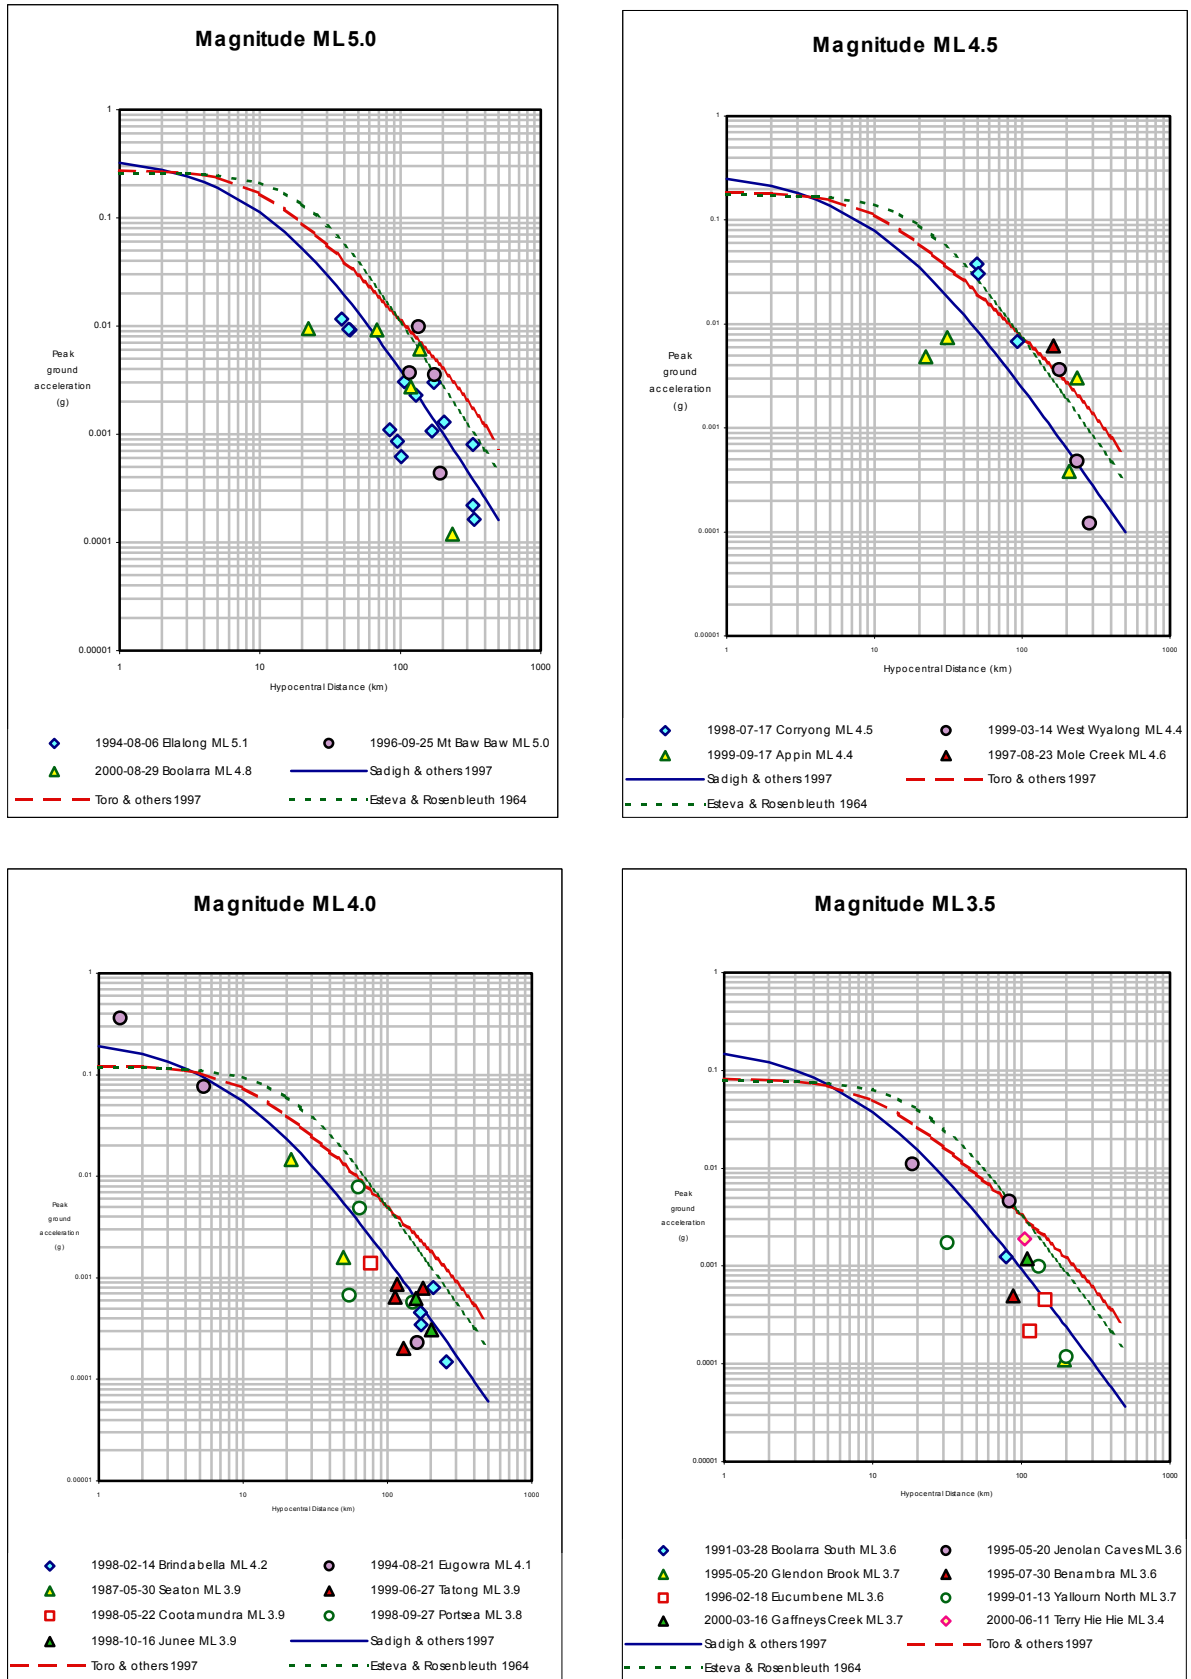 Magnitude ML 5.0
1
0.1
0.01
0.001
0.0001
0.00001
Peak
ground
acceleration
(g)
1
10
100
1000
Hypocentral Distance (km)
1994-08-06 Ellalong ML 5.1
1996-09-25 Mt Baw Baw ML 5.0
2000-08-29 Boolarra ML 4.8
Sadigh & others 1997
Toro & others 1997
Esteva & Rosenbleuth 1964
Magnitude ML 4.5
1
0.1
0.01
0.001
0.0001
0.00001
Peak
ground
acceleration
(g)
1
10
100
1000
Hypocentral Distance (km)
1998-07-17 Corryong ML 4.5
1999-03-14 West Wyalong ML 4.4
1999-09-17 Appin ML 4.4
1997-08-23 Mole Creek ML 4.6
Sadigh & others 1997
Toro & others 1997
Esteva & Rosenbleuth 1964
Magnitude ML 4.0
1
0.1
0.01
0.001
0.0001
0.00001
Peak
ground
acceleration
(g)
1
10
100
1000
Hypocentral Distance (km)
1998-02-14 Brindabella ML 4.2
1994-08-21 Eugowra ML 4.1
1987-05-30 Seaton ML 3.9
1999-06-27 Tatong ML 3.9
1998-05-22 Cootamundra ML 3.9
1998-09-27 Portsea ML 3.8
1998-10-16 Junee ML 3.9
Sadigh & others 1997
Toro & others 1997
Esteva & Rosenbleuth 1964
Magnitude ML 3.5
1
0.1
0.01
0.001
0.0001
0.00001
Peak
ground
acceleration
(g)
1
10
100
1000
Hypocentral Distance (km)
1991-03-28 Boolarra South ML 3.6
1995-05-20 Jenolan Caves ML 3.6
1995-05-20 Glendon Brook ML 3.7
1995-07-30 Benambra ML 3.6
1996-02-18 Eucumbene ML 3.6
1999-01-13 Yallourn North ML 3.7
2000-03-16 Gaffneys Creek ML 3.7
2000-06-11 Terry Hie Hie ML 3.4
Sadigh & others 1997
Toro & others 1997
Esteva & Rosenbleuth 1964